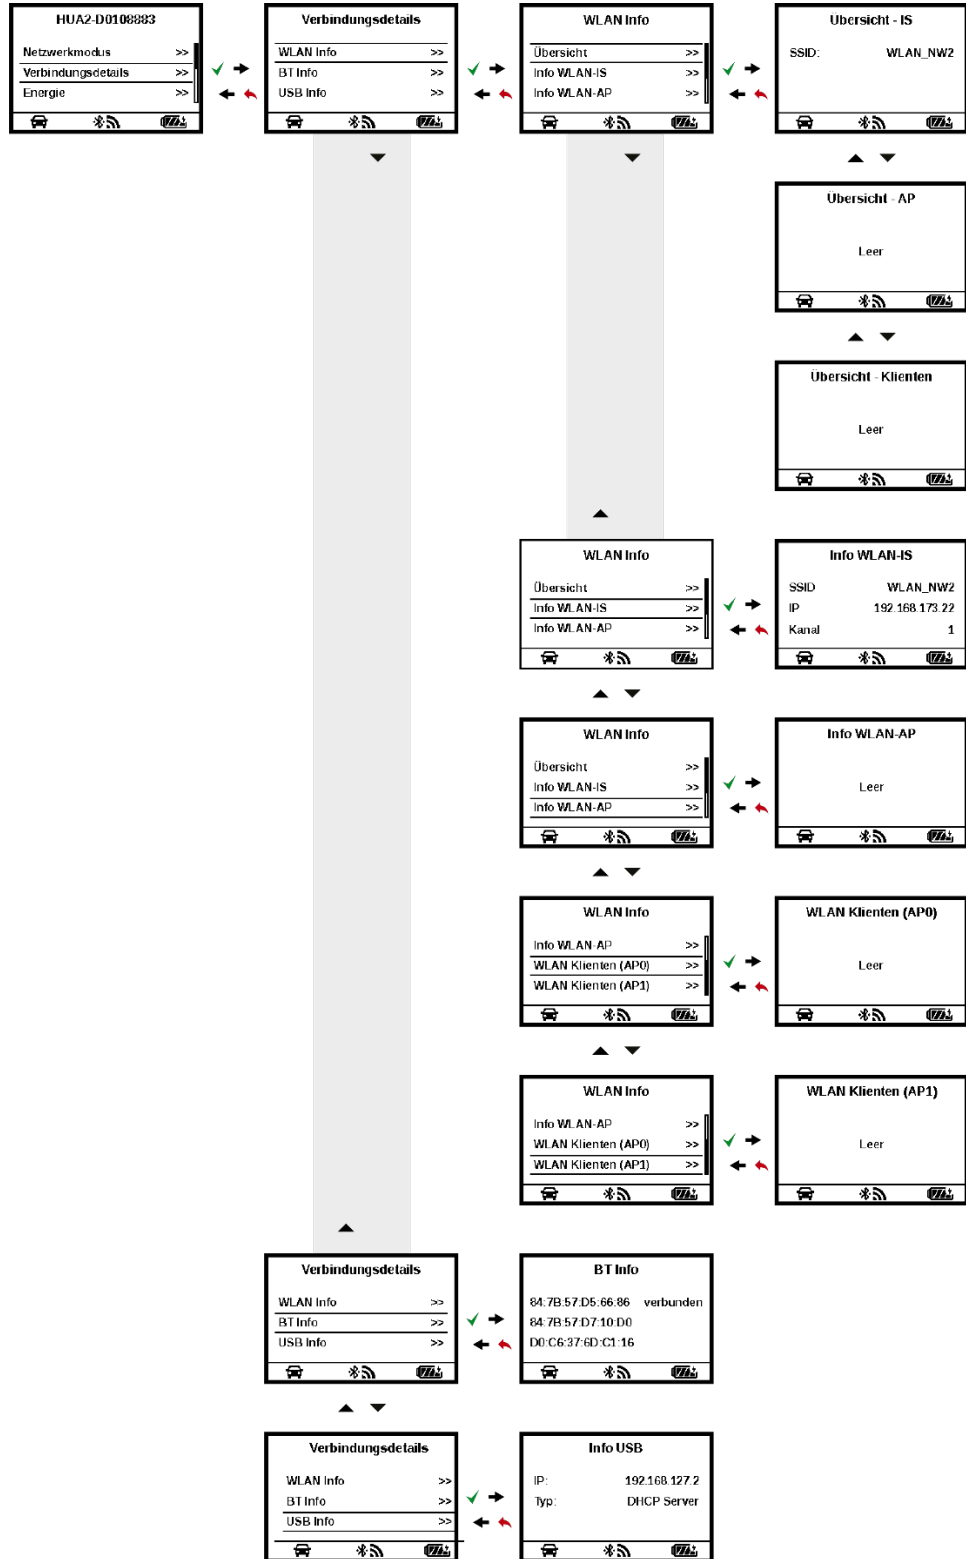 HUA2-D0108883
Netzwerkmodus >>
Verbindungsdetails >>
Energie >>
Verbindungsdetails
WLAN Info >>
BT Info >>
USB Info >>
WLAN Info
Übersicht >>
Info WLAN-IS >>
Info WLAN-AP >>
Übersicht - IS
SSID: WLAN_NW2
Übersicht - AP
Leer
Übersicht - Klienten
Leer
WLAN Info
Übersicht >>
Info WLAN-IS >>
Info WLAN-AP >>
Info WLAN-IS
SSID WLAN_NW2
IP 192.168.173.22
Kanal 1
WLAN Info
Übersicht >>
Info WLAN-IS >>
Info WLAN-AP >>
Info WLAN-AP
Leer
WLAN Info
Info WLAN-AP >>
WLAN Klienten (AP0) >>
WLAN Klienten (AP1) >>
WLAN Klienten (AP0)
Leer
WLAN Info
Info WLAN-AP >>
WLAN Klienten (AP0) >>
WLAN Klienten (AP1) >>
WLAN Klienten (AP1)
Leer
Verbindungsdetails
WLAN Info >>
BT Info >>
USB Info >>
BT Info
84:7B:57:D5:66:86 verbunden
84:7B:57:D7:10:D0
D0:C6:37:6D:C1:16
Verbindungsdetails
WLAN Info >>
BT Info >>
USB Info >>
Info USB
IP: 192.168.127.2
Typ: DHCP Server